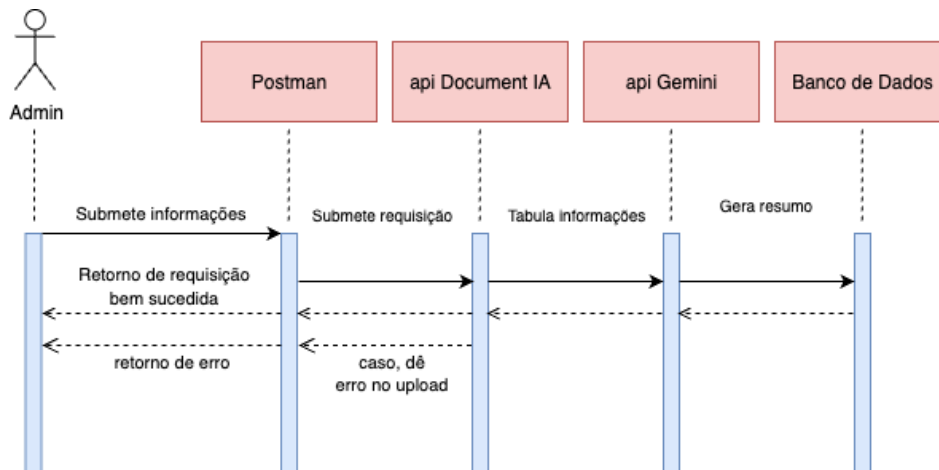 Admin
Postman
api Document IA
api Gemini
Banco de Dados
Submete informações
Submete requisição
Tabula informações
Gera resumo
Retorno de requisição
bem sucedida
retorno de erro
caso, dê
erro no upload